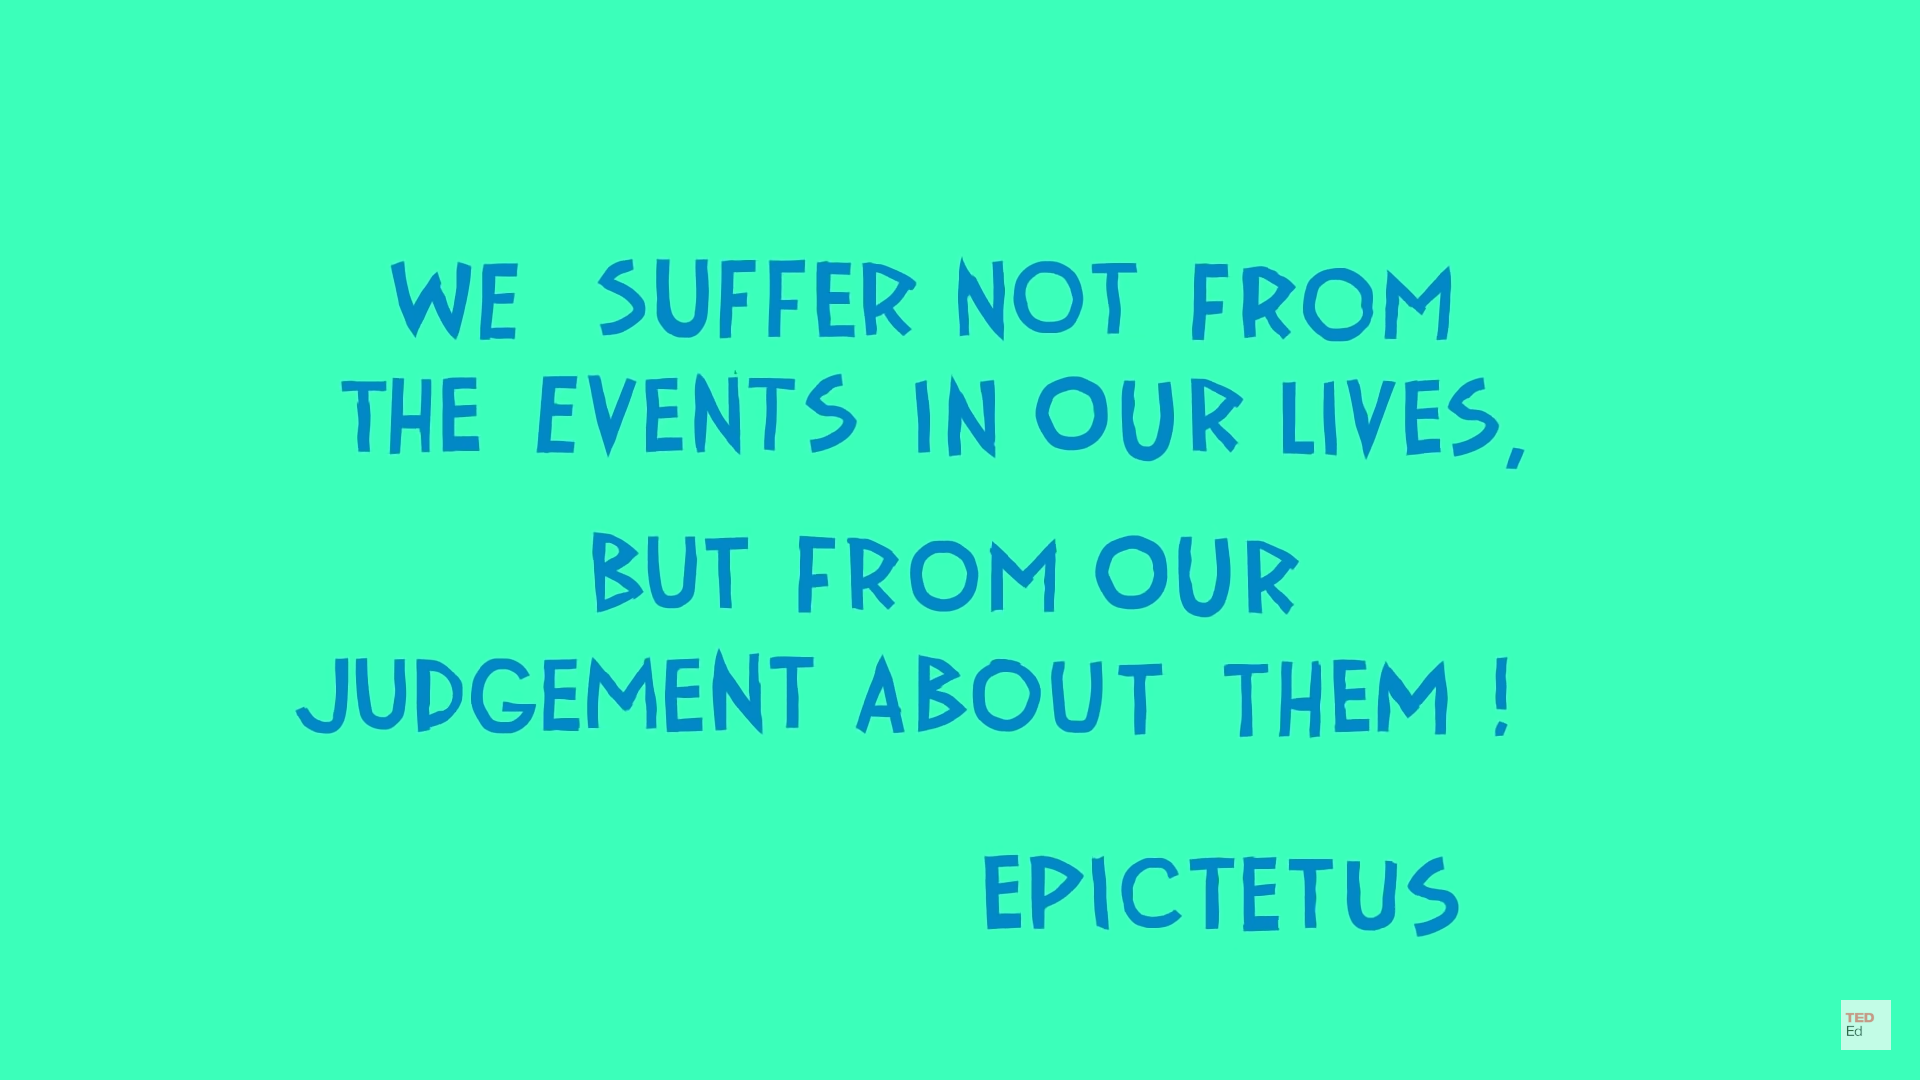 WE SUFFER NOT FROM
THE EVENTS IN OUR LIVES,
BUT FROM OUR
JUDGEMENT ABOUT THEM !
EPICTETUS
TED
Ed